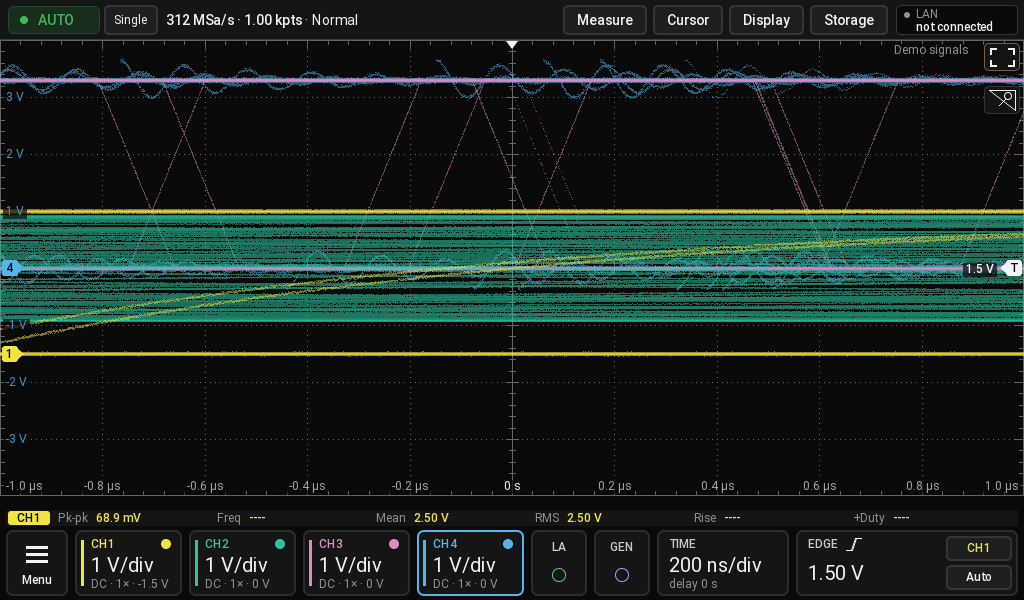 AUTO
Single
312 MSa/s · 1.00 kpts · Normal
Measure
Cursor
Display
Storage
LAN
not connected
Demo signals
3 V
2 V
1 V
4
1.5 V
T
-1 V
1
-2 V
-3 V
-1.0 µs
-0.8 µs
-0.6 µs
-0.4 µs
-0.2 µs
0 s
0.2 µs
0.4 µs
0.6 µs
0.8 µs
1.0 µs
CH1 Pk-pk 68.9 mV Freq ---- Mean 2.50 V RMS 2.50 V Rise ---- +Duty ----
Menu
CH1
1 V/div
DC · 1× · -1.5 V
CH2
1 V/div
DC · 1× · 0 V
CH3
1 V/div
DC · 1× · 0 V
CH4
1 V/div
DC · 1× · 0 V
LA
GEN
TIME
200 ns/div
delay 0 s
EDGE
1.50 V
CH1
Auto